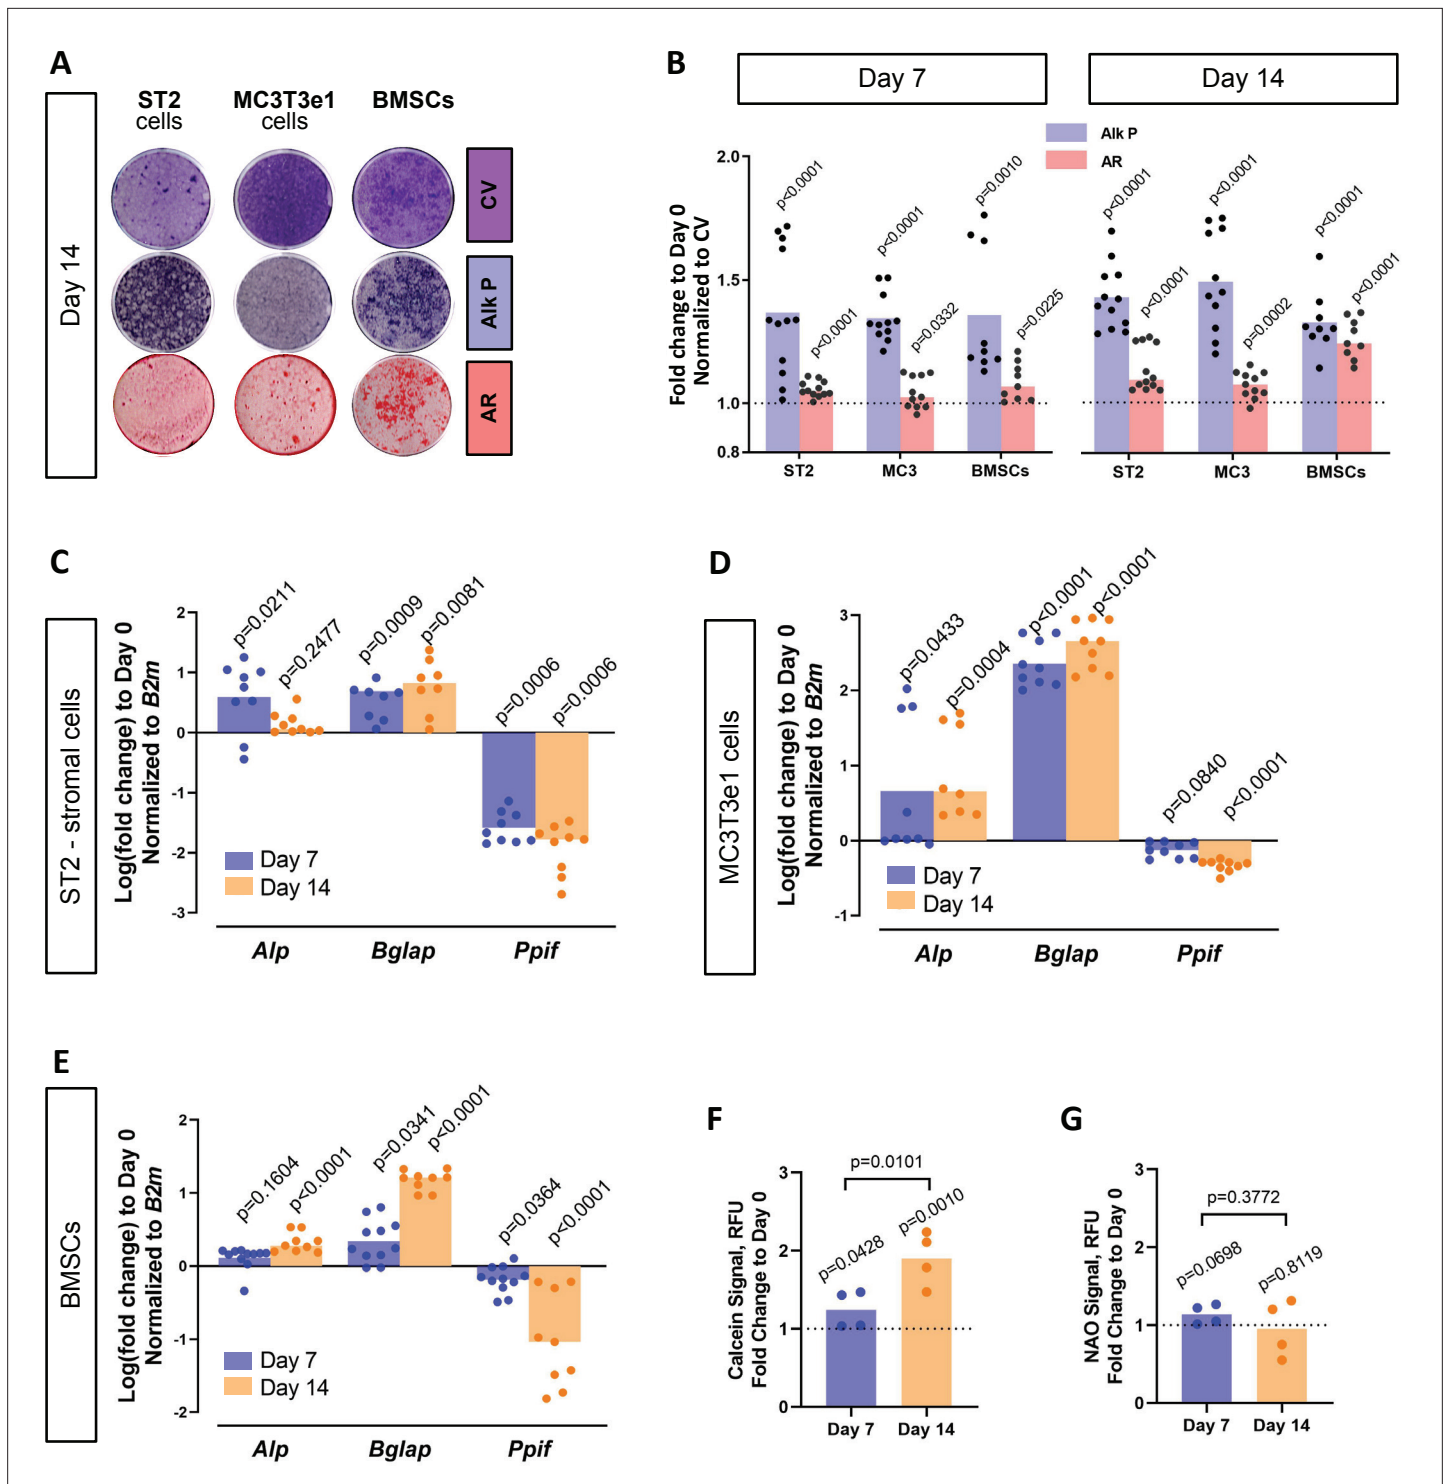 A
ST2
cells
MC3T3e1
cells
BMSCs
Day 14
CV
Alk P
AR
B
Day 7
Day 14
Alk P
AR
Fold change to Day 0
Normalized to CV
2.0
1.5
1.0
0.8
p<0.0001
p<0.0001
p<0.0001
p=0.0332
p=0.0010
p=0.0225
p<0.0001
p<0.0001
p<0.0001
p=0.0002
p<0.0001
p<0.0001
ST2
MC3
BMSCs
ST2
MC3
BMSCs
C
ST2 - stromal cells
Log(fold change) to Day 0
Normalized to B2m
2
1
0
-1
-2
-3
p=0.0211
p=0.2477
p=0.0009
p=0.0081
p=0.0006
p=0.0006
Day 7
Day 14
Alp
Bglap
Ppif
D
MC3T3e1 cells
Log(fold change) to Day 0
Normalized to B2m
3
2
1
0
-1
p=0.0433
p=0.0004
p<0.0001
p<0.0001
p=0.0840
p<0.0001
Day 7
Day 14
Alp
Bglap
Ppif
E
BMSCs
Log(fold change) to Day 0
Normalized to B2m
2
1
0
-1
-2
p=0.1604
p<0.0001
p=0.0341
p<0.0001
p=0.0364
p<0.0001
Day 7
Day 14
Alp
Bglap
Ppif
F
Calcein Signal, RFU
Fold Change to Day 0
3
2
1
0
p=0.0101
p=0.0428
p=0.0010
Day 7
Day 14
G
NAO Signal, RFU
Fold Change to Day 0
3
2
1
0
p=0.3772
p=0.0698
p=0.8119
Day 7
Day 14